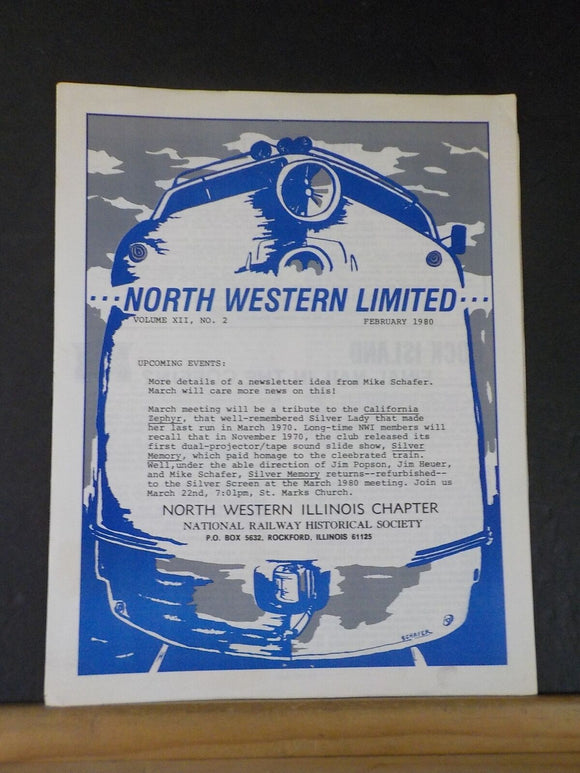 ...NORTH WESTERN LIMITED...
VOLUME XII, NO. 2 FEBRUARY 1980
UPCOMING EVENTS:
More details of a newsletter idea from Mike Schafer.
March will care more news on this!
March meeting will be a tribute to the California
Zephyr, that well-remembered Silver Lady that made
her last run in March 1970. Long-time NWI members will
recall that in November 1970, the club released its
first dual-projector/tape sound slide show, Silver
Memory, which paid homage to the cleebrated train.
Well,under the able direction of Jim Popson, Jim Heuer,
and Mike Schafer, Silver Memory returns--refurbished--
to the Silver Screen at the March 1980 meeting. Join us
March 22nd, 7:01pm, St. Marks Church.
NORTH WESTERN ILLINOIS CHAPTER
NATIONAL RAILWAY HISTORICAL SOCIETY
P.O. BOX 5632, ROCKFORD, ILLINOIS 61125
SCHAFER